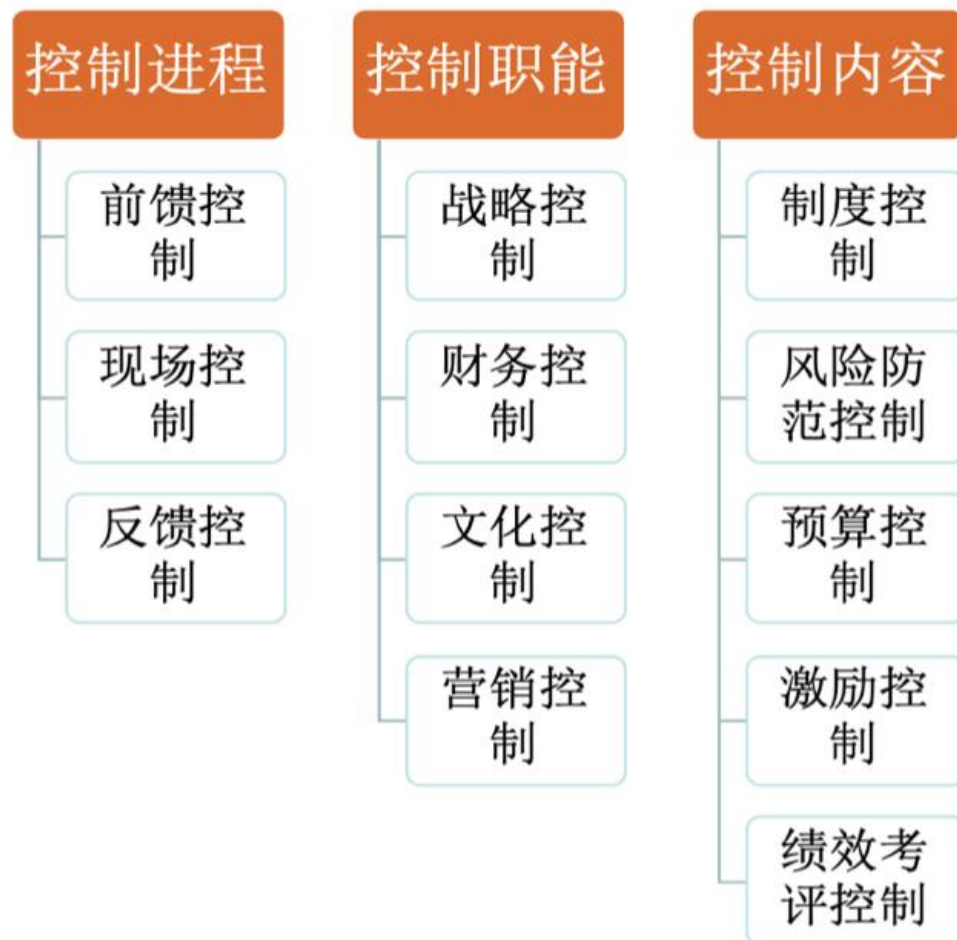 控制进程
前馈控
制
现场控
制
反馈控
制
控制职能
战略控
制
财务控
制
文化控
制
营销控
制
控制内容
制度控
制
风险防
范控制
预算控
制
激励控
制
绩效考
评控制